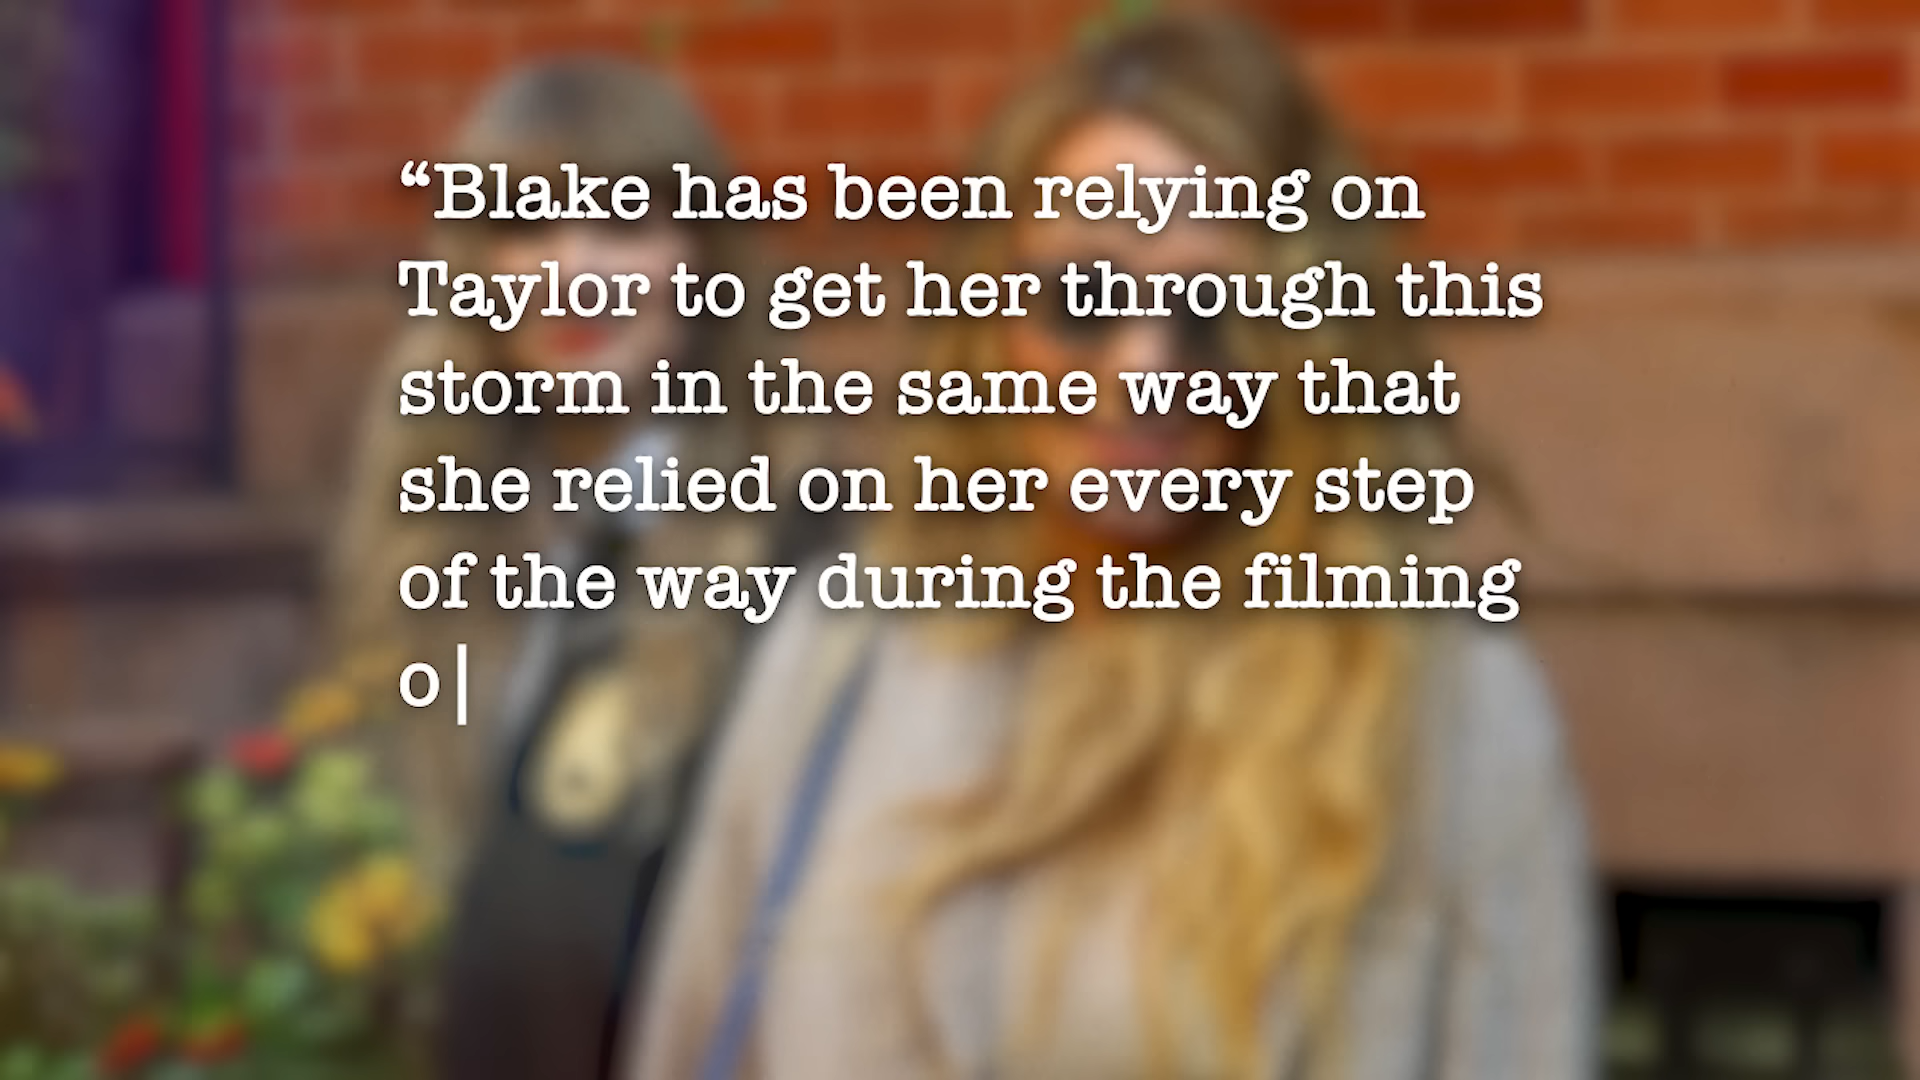 “Blake has been relying on
Taylor to get her through this
storm in the same way that
she relied on her every step
of the way during the filming
o|